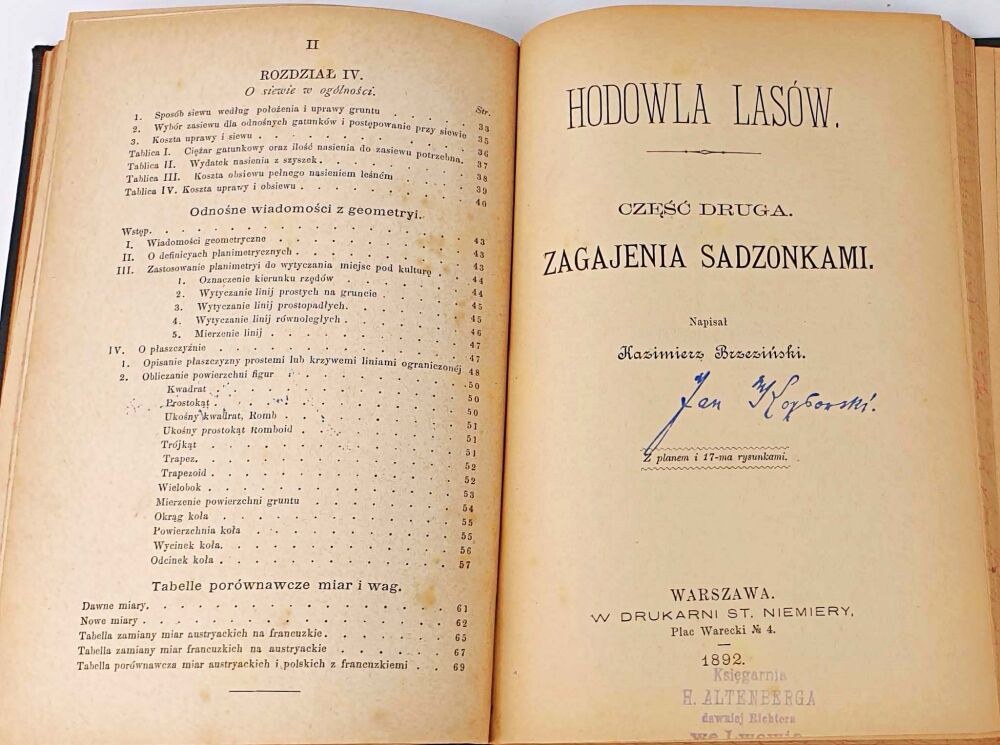 II
ROZDZIAŁ IV.
O siewie w ogólności.
Str.
1. Sposób siewu według położenia i uprawy gruntu . . . . . . 33
2. Wybór zasiewu dla odnośnych gatunków i postępowanie przy siewie 35
3. Koszta uprawy i siewu . . . . . . . . . . 36
Tablica I. Ciężar gatunkowy oraz ilość nasienia do zasiewu potrzebna. 37
Tablica II. Wydatek nasienia z szyszek . . . . . . . . 38
Tablica III. Koszta obsiewu pełnego nasieniem leśném . . . . 39
Tablica IV. Koszta uprawy i obsiewu . . . . . . . . 40
Odnośne wiadomości z geometryi.
Wstęp. . . . . . . . . . . . . . . 43
I. Wiadomości geometryczne . . . . . . . . . 43
II. O definicyach planimetrycznych . . . . . . . . 43
III. Zastosowanie planimetryi do wytyczania miejsc pod kulturę . . 44
1. Oznaczenie kierunku rzędów . . . . . . . 44
2. Wytyczanie linij prostych na gruncie . . . . . 45
3. Wytyczanie linij prostopadłych. . . . . . . 45
4. Wytyczanie linij równoległych . . . . . . . 46
5. Mierzenie linij . . . . . . . . . . 47
IV. O płaszczyźnie . . . . . . . . . . . . 47
1. Opisanie płaszczyzny prostemi lub krzywemi liniami ograniczonéj 48
2. Obliczanie powierzchni figur . . . . . . . . 50
Kwadrat . . . . . . . . . . . 50
Prostokąt . . . . . . . . . . . 50
Ukośny kwadrat, Romb . . . . . . . . 51
Ukośny prostokąt Romboid . . . . . . . 51
Trójkąt . . . . . . . . . . . 51
Trapez. . . . . . . . . . . . 52
Trapezoid . . . . . . . . . . . 52
Wielobok . . . . . . . . . . . 53
Mierzenie powierzchni gruntu . . . . . . 54
Okrąg koła . . . . . . . . . . 55
Powierzchnia koła . . . . . . . . . 55
Wycinek koła. . . . . . . . . . 56
Odcinek koła . . . . . . . . . . 57
Tabelle porównawcze miar i wag.
Dawne miary. . . . . . . . . . . . . . 61
Nowe miary . . . . . . . . . . . . . . 62
Tabella zamiany miar austryackich na francuzkie . . . . . . 65
Tabella zamiany miar francuzkich na austryackie . . . . . . 67
Tabella porównawcza miar austryackich i polskich z francuzkiemi . . 69
HODOWLA LASÓW.
CZĘŚĆ DRUGA.
ZAGAJENIA SADZONKAMI.
Napisał
Kazimierz Brzeziński.
Jan
Z planem i 17-ma rysunkami.
WARSZAWA.
W DRUKARNI ST. NIEMIERY,
Plac Warecki № 4.
1892.
Księgarnia
H. ALTENBERGA
dawniej Richtera
we Lwowie